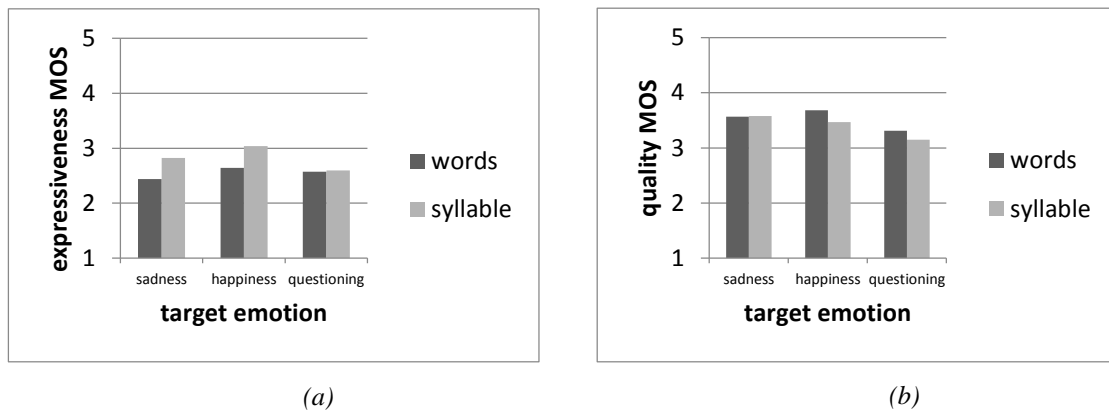 expressiveness MOS
5
4
3
2
1
sadness happiness questioning
target emotion
words
syllable
(a)
quality MOS
5
4
3
2
1
sadness happiness questioning
target emotion
words
syllable
(b)